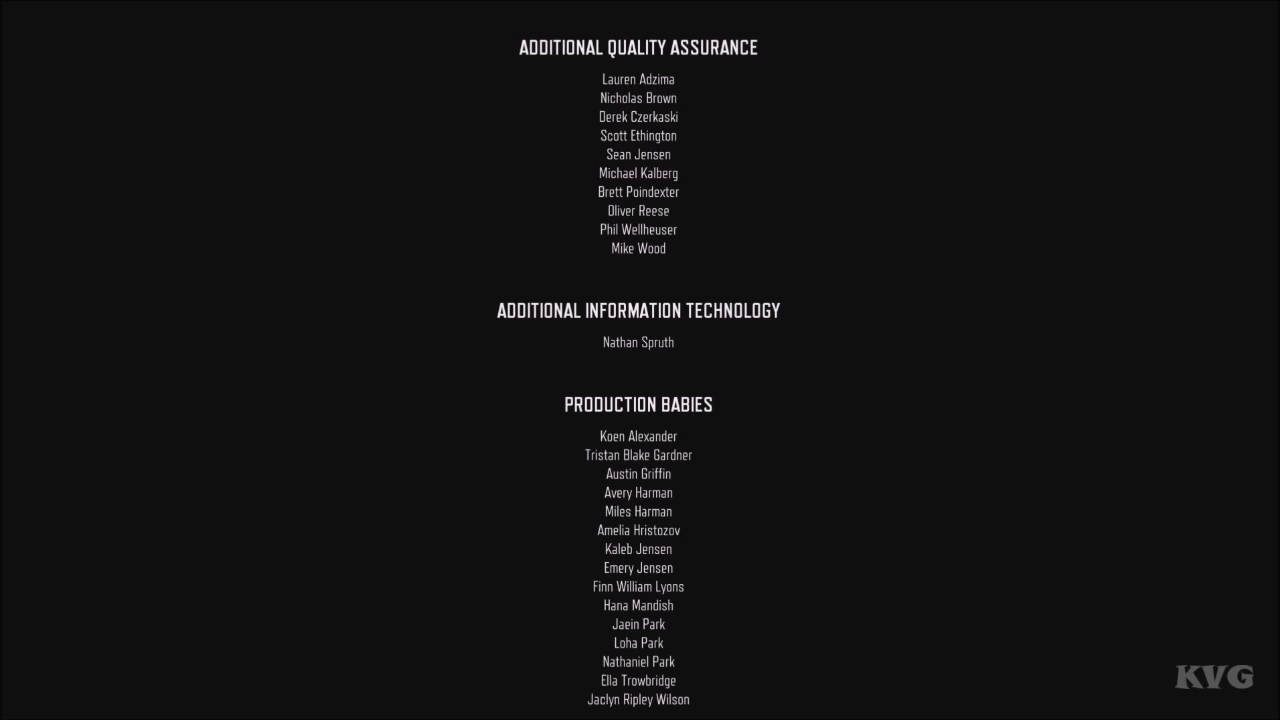 ADDITIONAL QUALITY ASSURANCE
Lauren Adzima
Nicholas Brown
Derek Czerkaski
Scott Ethington
Sean Jensen
Michael Kalberg
Brett Poindexter
Oliver Reese
Phil Wellheuser
Mike Wood
ADDITIONAL INFORMATION TECHNOLOGY
Nathan Spruth
PRODUCTION BABIES
Koen Alexander
Tristan Blake Gardner
Austin Griffin
Avery Harman
Miles Harman
Amelia Hristozov
Kaleb Jensen
Emery Jensen
Finn William Lyons
Hana Mandish
Jaein Park
Loha Park
Nathaniel Park
Ella Trowbridge
Jaclyn Ripley Wilson
KVG